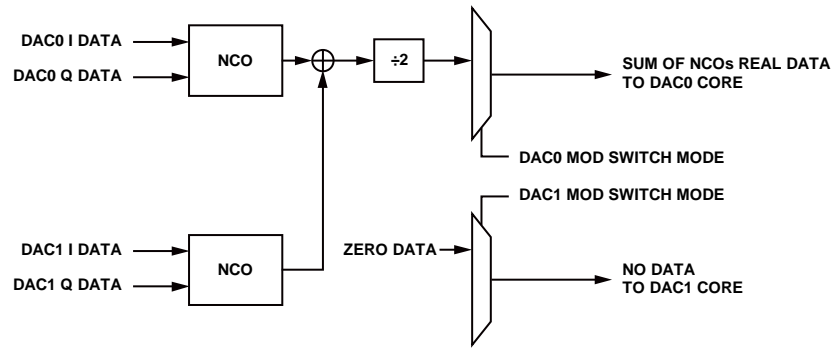 DAC0 I DATA
DAC0 Q DATA
NCO
÷2
SUM OF NCOs REAL DATA
TO DAC0 CORE
DAC0 MOD SWITCH MODE
DAC1 MOD SWITCH MODE
DAC1 I DATA
DAC1 Q DATA
NCO
ZERO DATA
NO DATA
TO DAC1 CORE